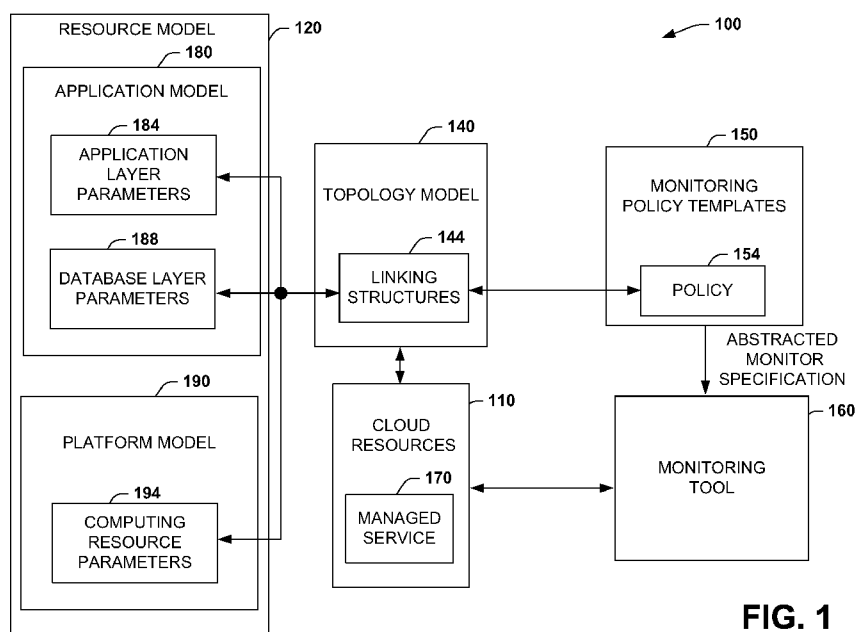 RESOURCE MODEL
120
100
180
APPLICATION MODEL
184
APPLICATION
LAYER
PARAMETERS
188
DATABASE LAYER
PARAMETERS
190
PLATFORM MODEL
194
COMPUTING
RESOURCE
PARAMETERS
140
TOPOLOGY MODEL
144
LINKING
STRUCTURES
110
CLOUD
RESOURCES
170
MANAGED
SERVICE
150
MONITORING
POLICY TEMPLATES
154
POLICY
ABSTRACTED
MONITOR
SPECIFICATION
160
MONITORING
TOOL
FIG. 1